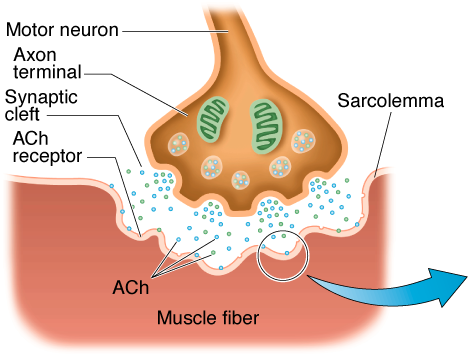 Motor neuron
Axon
terminal
Synaptic
cleft
ACh
receptor
Sarcolemma
ACh
Muscle fiber